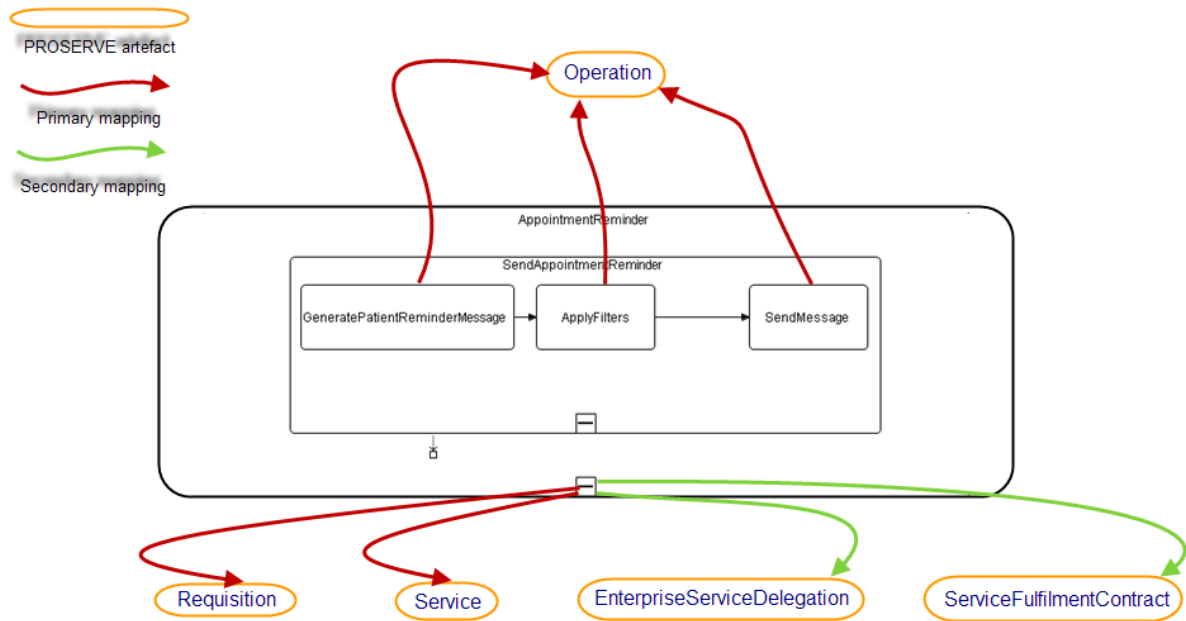 PROSERVE artefact
Primary mapping
Secondary mapping
Operation
AppointmentReminder
SendAppointmentReminder
GeneratePatientReminderMessage
ApplyFilters
SendMessage
Requisition
Service
EnterpriseServiceDelegation
ServiceFulfilmentContract